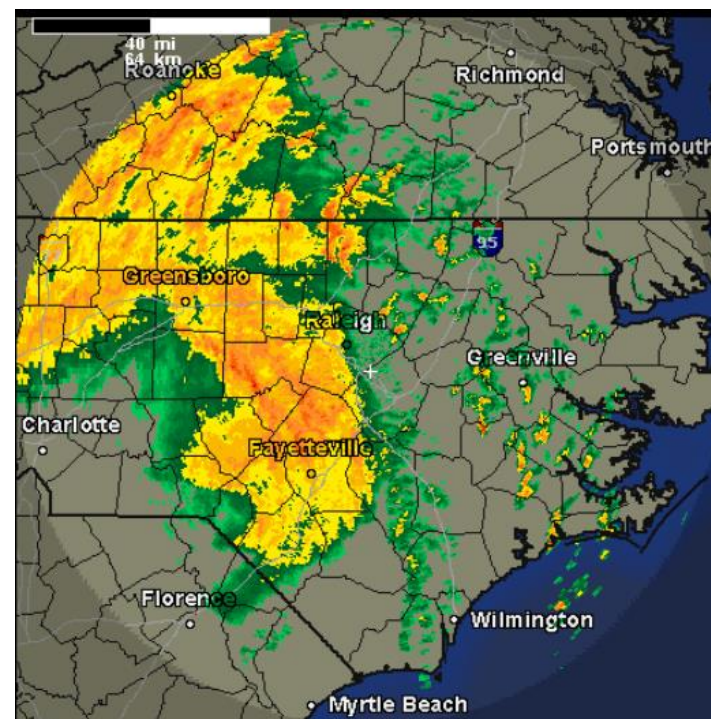 40 mi
64 km
Roanoke
Richmond
Portsmouth
95
Greensboro
Raleigh
Greenville
Charlotte
Fayetteville
Florence
Wilmington
Myrtle Beach